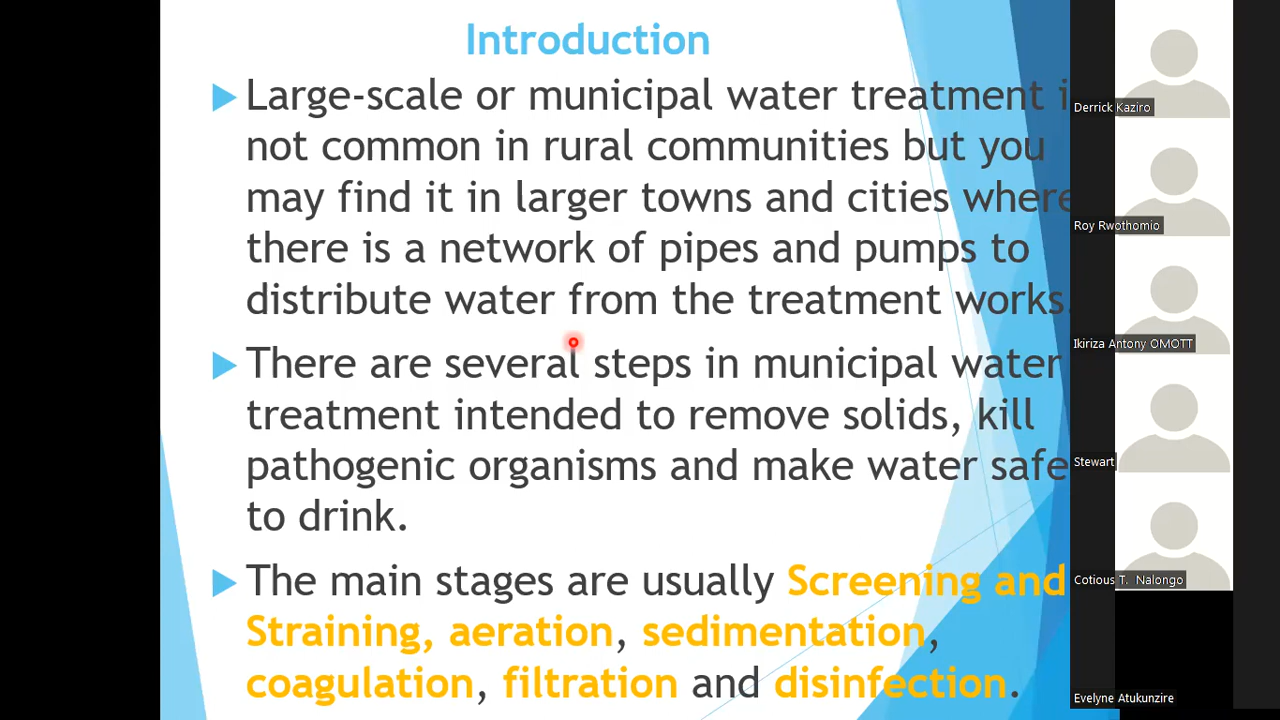 Introduction
Large-scale or municipal water treatment
not common in rural communities but you
may find it in larger towns and cities where
there is a network of pipes and pumps to
distribute water from the treatment works.
There are several steps in municipal water
treatment intended to remove solids, kill
pathogenic organisms and make water safe
to drink.
The main stages are usually Screening and
Straining, aeration, sedimentation,
coagulation, filtration and disinfection.
Derrick Kaziro
Roy Rwothomio
Ikiriza Antony OMOTT
Stewart
Cotious T. Nalongo
Evelyne Atukunzire